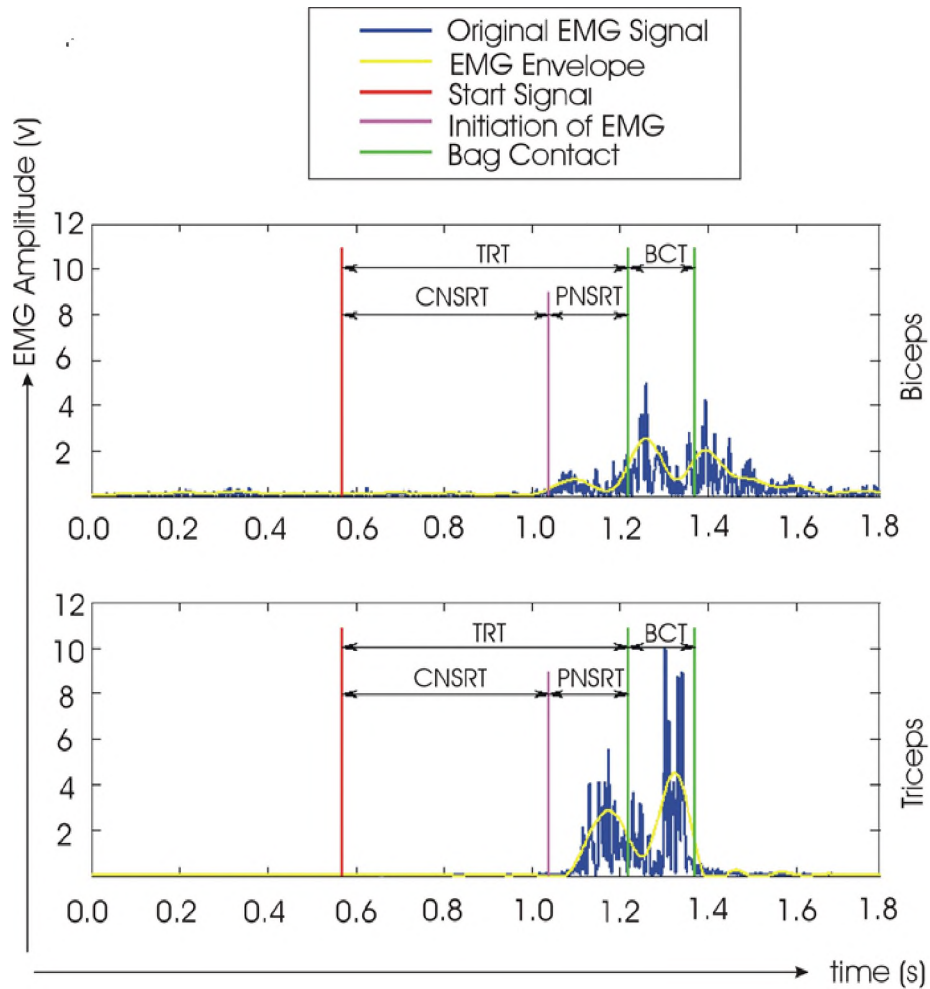 Original EMG Signal
EMG Envelope
Start Signal
Initiation of EMG
Bag Contact
EMG Amplitude (v)
12
10
8
6
4
2
TRT
BCT
CNSRT
PNSRT
Biceps
0.0 0.2 0.4 0.6 0.8 1.0 1.2 1.4 1.6 1.8
12
10
8
6
4
2
TRT
BCT
CNSRT
PNSRT
Triceps
0.0 0.2 0.4 0.6 0.8 1.0 1.2 1.4 1.6 1.8
time (s)